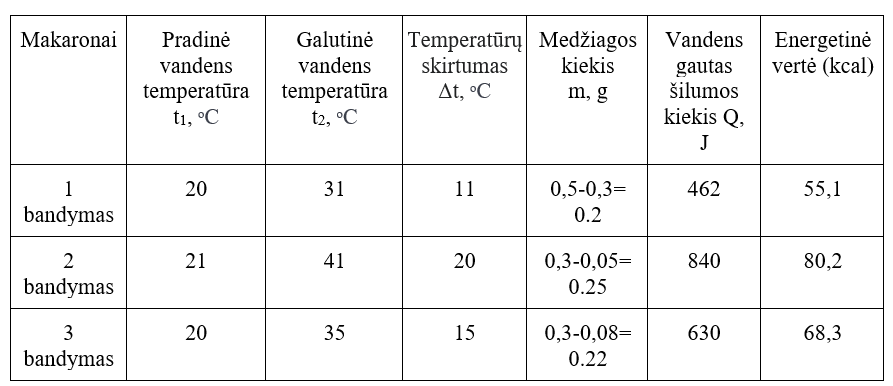 Makaronai
Pradinė
vandens
temperatūra
t₁, ᵒC
Galutinė
vandens
temperatūra
t₂, ᵒC
Temperatūrų
skirtumas
Δt, ᵒC
Medžiagos
kiekis
m, g
Vandens
gautas
šilumos
kiekis Q,
J
Energetinė
vertė (kcal)
1
bandymas
20
31
11
0,5-0,3=
0.2
462
55,1
2
bandymas
21
41
20
0,3-0,05=
0.25
840
80,2
3
bandymas
20
35
15
0,3-0,08=
0.22
630
68,3